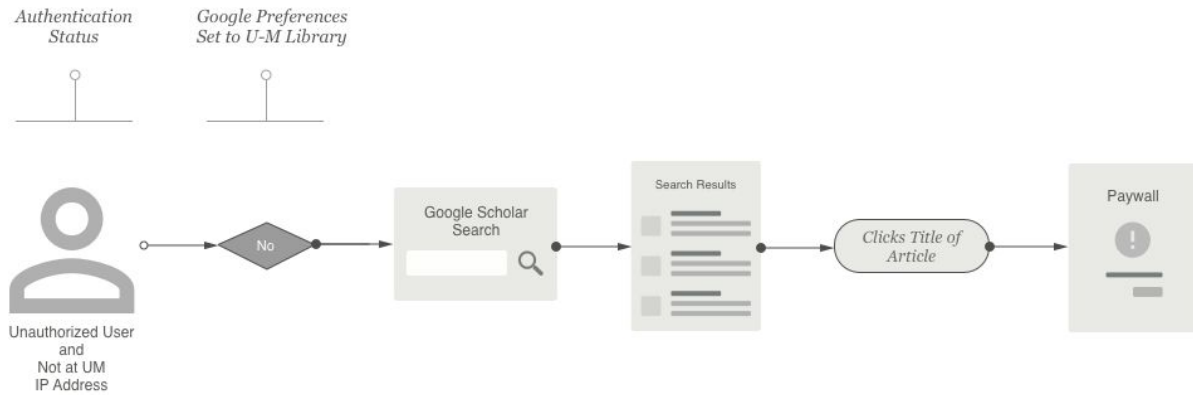 Authentication
Status
Google Preferences
Set to U-M Library
Unauthorized User
and
Not at UM
IP Address
No
Google Scholar
Search
Search Results
Clicks Title of
Article
Paywall